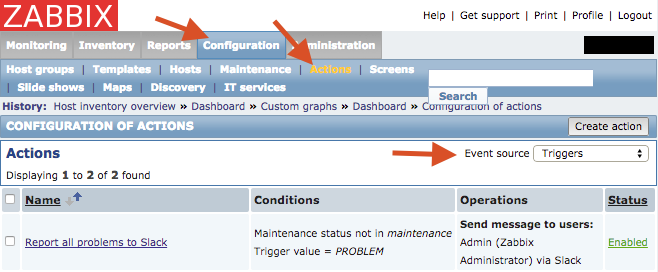 ZABBIX
Help | Get support | Print | Profile | Logout
Monitoring Inventory Reports Configuration Administration
Host groups | Templates | Hosts | Maintenance | Actions | Screens
| Slide shows | Maps | Discovery | IT services
Search
History: Host inventory overview » Dashboard » Custom graphs » Dashboard » Configuration of actions
CONFIGURATION OF ACTIONS Create action
Actions Event source Triggers
Displaying 1 to 2 of 2 found
Name Conditions Operations Status
Send message to users:
Maintenance status not in maintenance
Report all problems to Slack Admin (Zabbix Enabled
Trigger value = PROBLEM
Administrator) via Slack